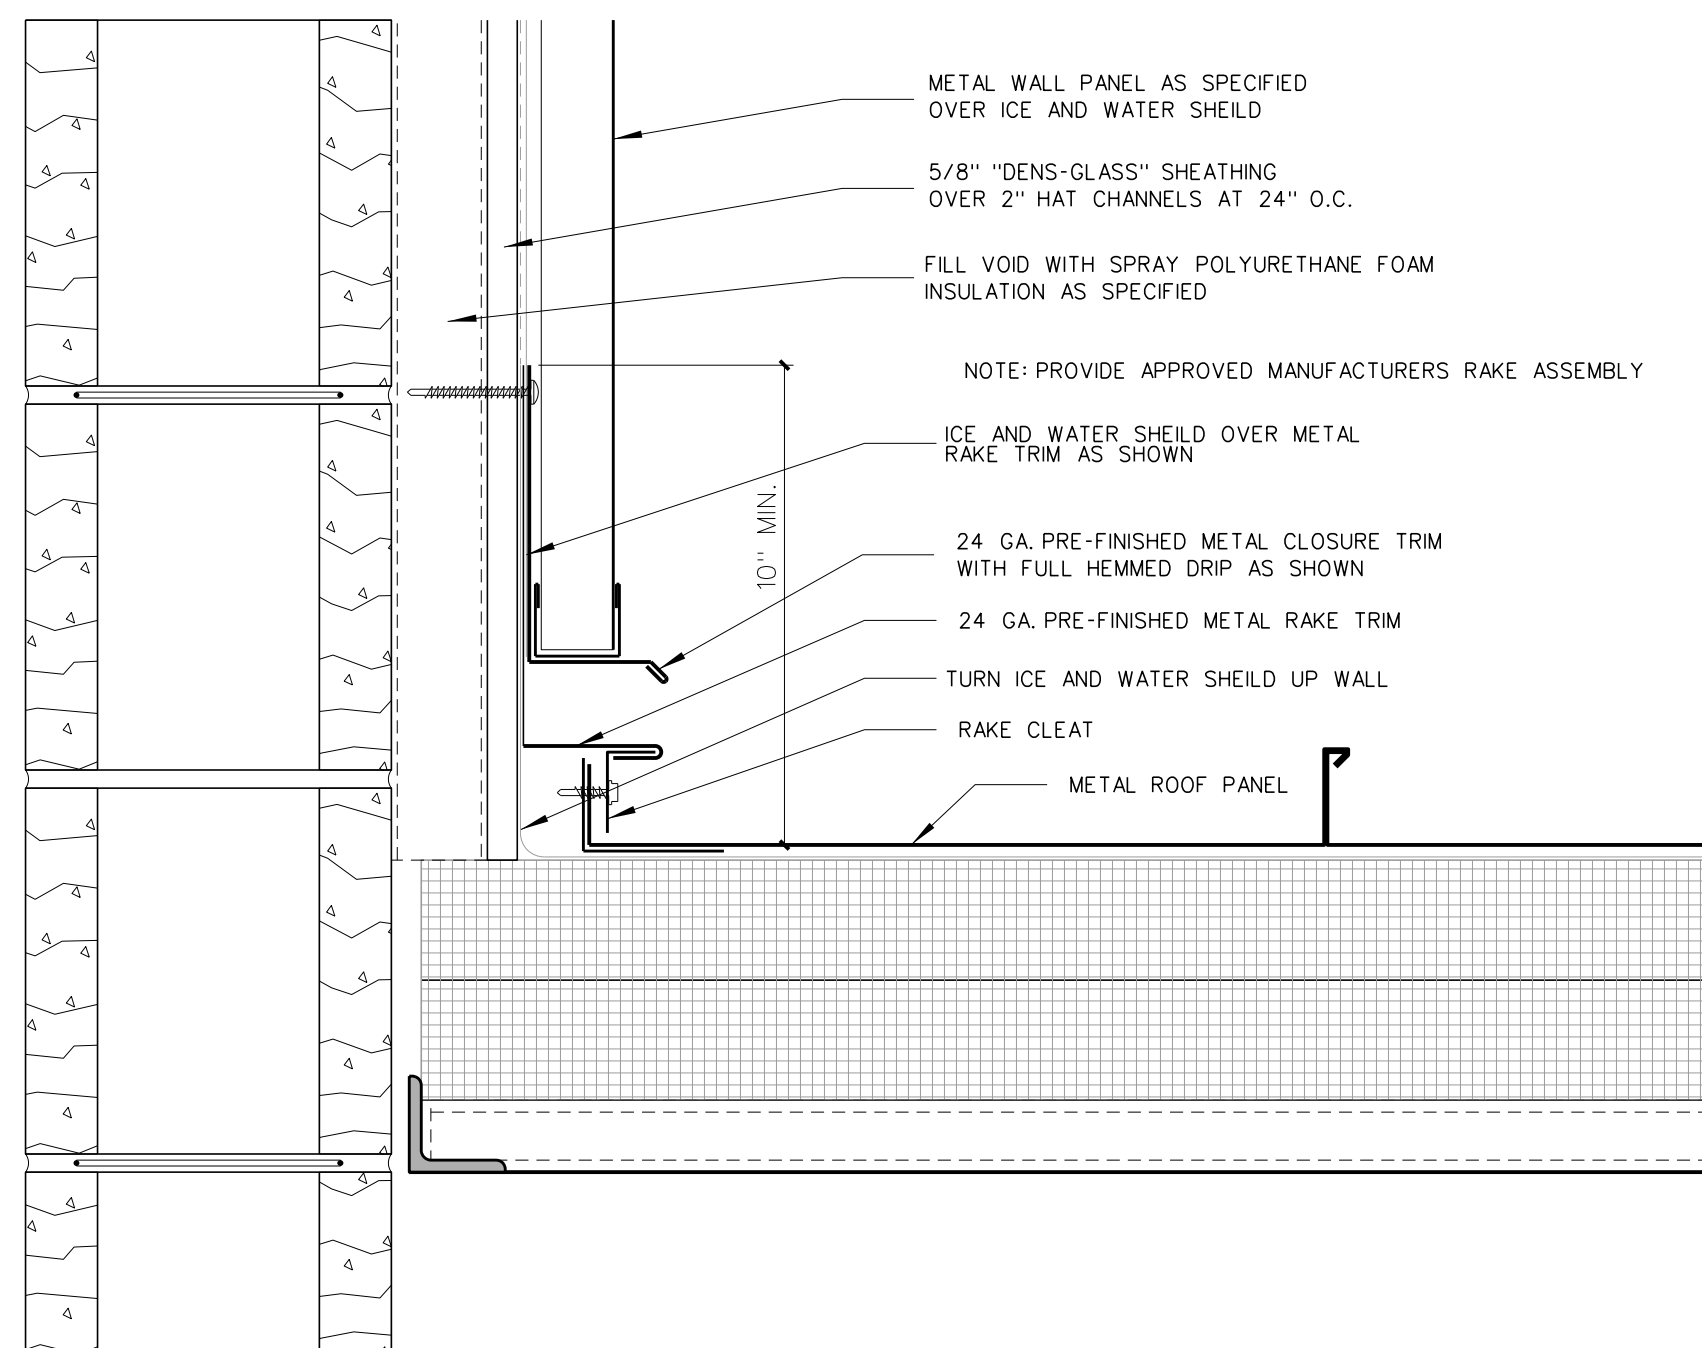 METAL WALL PANEL AS SPECIFIED
OVER ICE AND WATER SHEILD
5/8" "DENS-GLASS" SHEATHING
OVER 2" HAT CHANNELS AT 24" O.C.
FILL VOID WITH SPRAY POLYURETHANE FOAM
INSULATION AS SPECIFIED
NOTE: PROVIDE APPROVED MANUFACTURERS RAKE ASSEMBLY
ICE AND WATER SHEILD OVER METAL
RAKE TRIM AS SHOWN
10" MIN.
24 GA. PRE-FINISHED METAL CLOSURE TRIM
WITH FULL HEMMED DRIP AS SHOWN
24 GA. PRE-FINISHED METAL RAKE TRIM
TURN ICE AND WATER SHEILD UP WALL
RAKE CLEAT
METAL ROOF PANEL